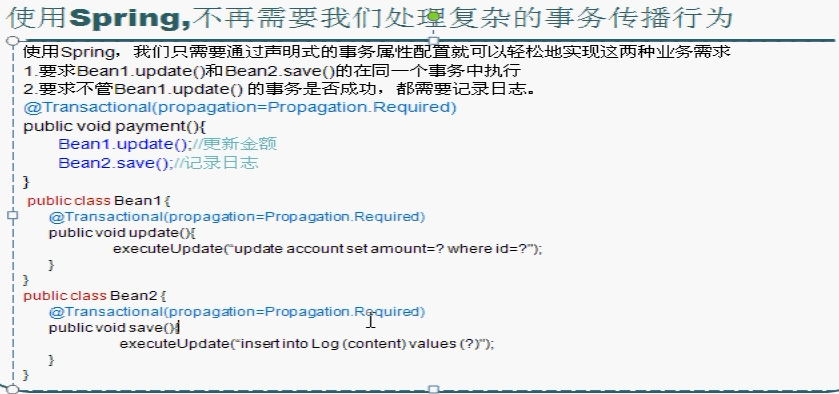 使用Spring,不再需要我们处理复杂的事务传播行为
使用Spring，我们只需要通过声明式的事务属性配置就可以轻松地实现这两种业务需求
1.要求Bean1.update()和Bean2.save()的在同一个事务中执行
2.要求不管Bean1.update() 的事务是否成功，都需要记录日志。
@Transactional(propagation=Propagation.Required)
public void payment(){
Bean1.update();//更新金额
Bean2.save();//记录日志
}
public class Bean1 {
@Transactional(propagation=Propagation.Required)
public void update(){
executeUpdate(“update account set amount=? where id=?”);
}
}
public class Bean2 {
@Transactional(propagation=Propagation.Required)
public void save(){
executeUpdate(“insert into Log (content) values (?)”);
}
}